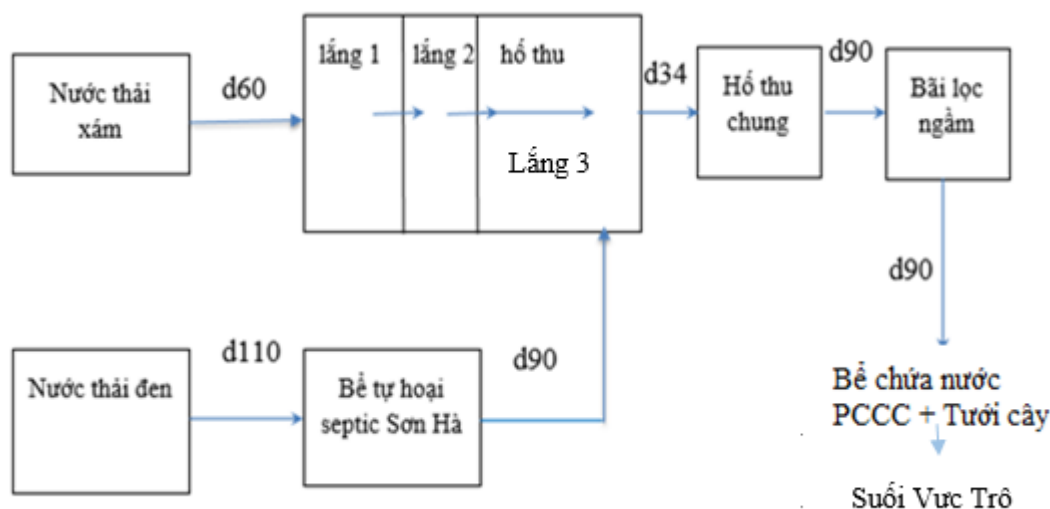 lắng 1
lắng 2
hố thu
Lắng 3
Nước thải
xám
d60
d34
Hố thu
chung
d90
Bãi lọc
ngầm
d90
Nước thải đen
d110
Bể tự hoại
septic Sơn Hà
d90
Bể chứa nước
PCCC + Tưới cây
Suối Vực Trô